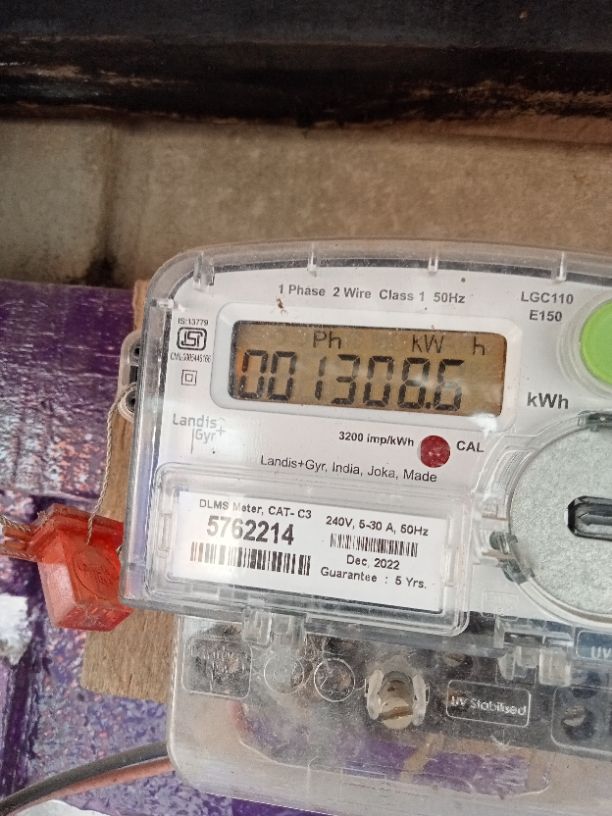 1 Phase 2 Wire Class 1 50Hz
LGC110
E150
IS:13779
ISI
Ph kW h
001308.6
kWh
Landis
Gyr+
3200 imp/kWh
CAL
Landis+Gyr, India, Joka, Made
DLMS Meter, CAT- C3
5762214
240V, 5-30 A, 50Hz
Dec, 2022
Guarantee : 5 Yrs.
UV
UV Stabilised